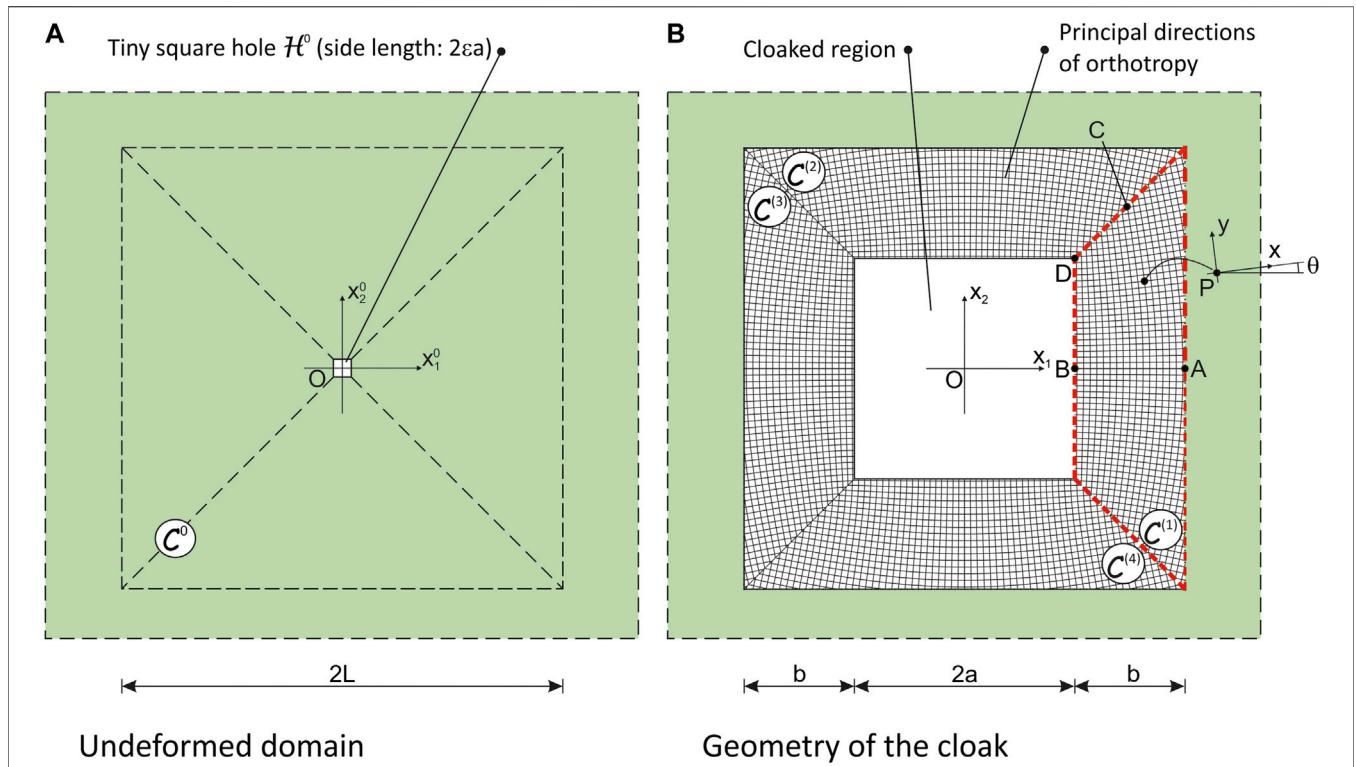 A
Tiny square hole ℋ⁰ (side length: 2εa)
x₂⁰
x₁⁰
O
𝒞⁰
2L
Undeformed domain
B
Cloaked region
Principal directions
of orthotropy
C
𝒞⁽²⁾
𝒞⁽³⁾
y
x
θ
P
D
x₂
x₁
B
A
O
𝒞⁽¹⁾
𝒞⁽⁴⁾
b
2a
b
Geometry of the cloak